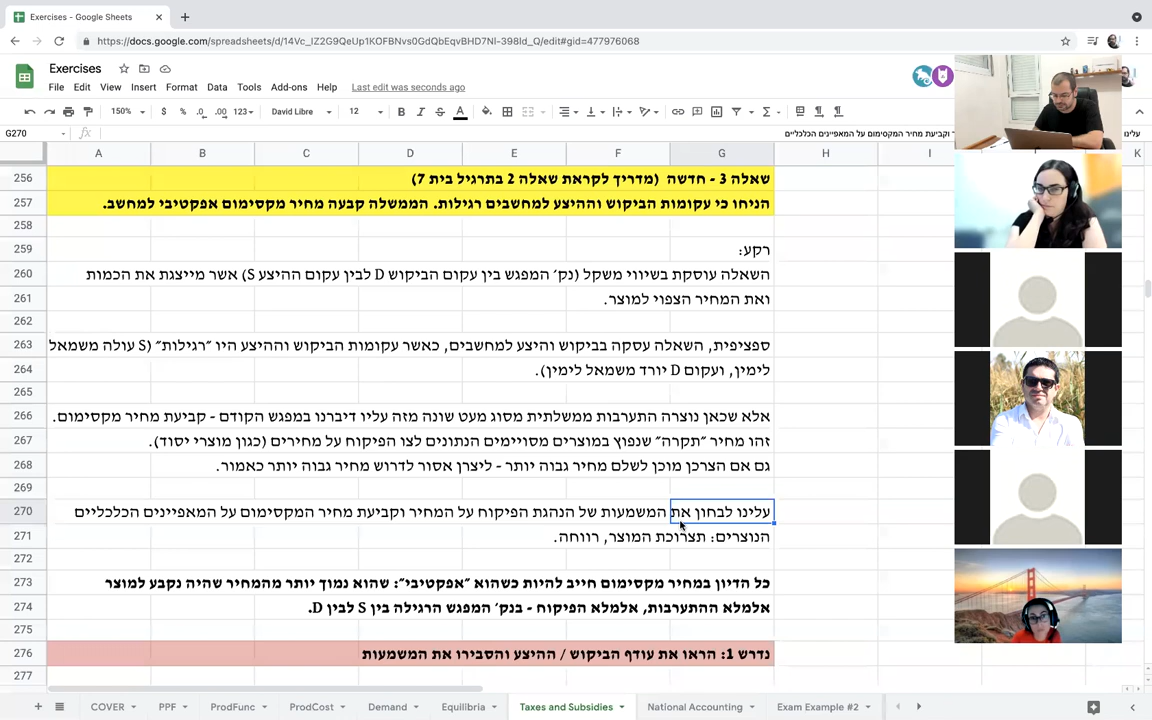 Exercises - Google Sheets
https://docs.google.com/spreadsheets/d/14Vc_IZ2G9QeUp1KOFBNvs0GdQbEqvBHD7Nl-398ld_Q/edit#gid=477976068
Exercises
File Edit View Insert Format Data Tools Add-ons Help Last edit was seconds ago
150% $ % .0 .00 123 David Libre 12 B I S A
G270 fx עלינו
ר וקביעת מחיר המקסימום על המאפיינים הכלכליים
A B C D E F G H I K
256 שאלה 3 - חדשה (מדריך לקראת שאלה 2 בתרגיל בית 7)
257 הניחו כי עקומות הביקוש וההיצע למחשבים רגילות. הממשלה קבעה מחיר מקסימום אפקטיבי למחשב.
258
259 רקע:
260 השאלה עוסקת בשיווי משקל (נק׳ המפגש בין עקום הביקוש D לבין עקום ההיצע S) אשר מייצגת את הכמות
261 ואת המחיר הצפוי למוצר.
262
263 ספציפית, השאלה עסקה בביקוש והיצע למחשבים, כאשר עקומות הביקוש וההיצע היו ״רגילות״ (S עולה משמאל
264 לימין, ועקום D יורד משמאל לימין).
265
266 אלא שכאן נוצרה התערבות ממשלתית מסוג מעט שונה מזה עליו דיברנו במפגש הקודם - קביעת מחיר מקסימום.
267 זהו מחיר ״תקרה״ שנפוץ במוצרים מסויימים הנתונים לצו הפיקוח על מחירים (כגון מוצרי יסוד).
268 גם אם הצרכן מוכן לשלם מחיר גבוה יותר - ליצרן אסור לדרוש מחיר גבוה יותר כאמור.
269
270 עלינו לבחון את המשמעות של הנהגת הפיקוח על המחיר וקביעת מחיר המקסימום על המאפיינים הכלכליים
271 הנוצרים: תצרוכת המוצר, רווחה.
272
273 כל הדיון במחיר מקסימום חייב להיות כשהוא ״אפקטיבי״: שהוא נמוך יותר מהמחיר שהיה נקבע למוצר
274 אלמלא ההתערבות, אלמלא הפיקוח - בנק׳ המפגש הרגילה בין S לבין D.
275
276 נדרש 1: הראו את עודף הביקוש / ההיצע והסבירו את המשמעות
277
COVER PPF ProdFunc ProdCost Demand Equilibria Taxes and Subsidies National Accounting Exam Example #2